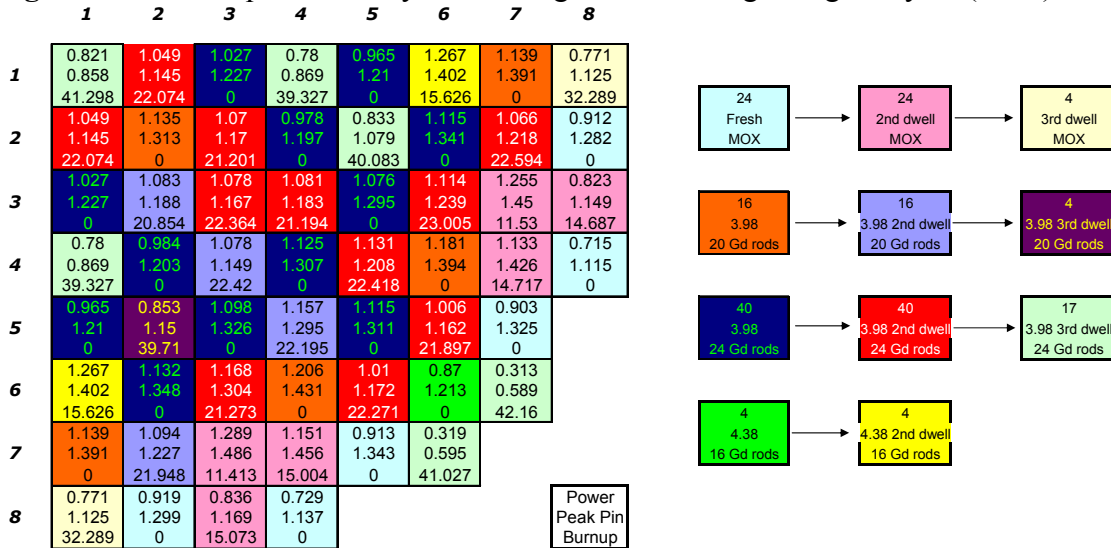 1 2 3 4 5 6 7 8
1
0.821 1.049 1.027 0.78 0.965 1.267 1.139 0.771
0.858 1.145 1.227 0.869 1.21 1.402 1.391 1.125
41.298 22.074 0 39.327 0 15.626 0 32.289
2
1.049 1.135 1.07 0.978 0.833 1.115 1.066 0.912
1.145 1.313 1.17 1.197 1.079 1.341 1.218 1.282
22.074 0 21.201 0 40.083 0 22.594 0
3
1.027 1.083 1.078 1.081 1.076 1.114 1.255 0.823
1.227 1.188 1.167 1.183 1.295 1.239 1.45 1.149
0 20.854 22.364 21.194 0 23.005 11.53 14.687
4
0.78 0.984 1.078 1.125 1.131 1.181 1.133 0.715
0.869 1.203 1.149 1.307 1.208 1.394 1.426 1.115
39.327 0 22.42 0 22.418 0 14.717 0
5
0.965 0.853 1.098 1.157 1.115 1.006 0.903
1.21 1.15 1.326 1.295 1.311 1.162 1.325
0 39.71 0 22.195 0 21.897 0
6
1.267 1.132 1.168 1.206 1.01 0.87 0.313
1.402 1.348 1.304 1.431 1.172 1.213 0.589
15.626 0 21.273 0 22.271 0 42.16
7
1.139 1.094 1.289 1.151 0.913 0.319
1.391 1.227 1.486 1.456 1.343 0.595
0 21.948 11.413 15.004 0 41.027
8
0.771 0.919 0.836 0.729
1.125 1.299 1.169 1.137
32.289 0 15.073 0
Power
Peak Pin
Burnup
24
Fresh
MOX
24
2nd dwell
MOX
4
3rd dwell
MOX
16
3.98
20 Gd rods
16
3.98 2nd dwell
20 Gd rods
4
3.98 3rd dwell
20 Gd rods
40
3.98
24 Gd rods
40
3.98 2nd dwell
24 Gd rods
17
3.98 3rd dwell
24 Gd rods
4
4.38
16 Gd rods
4
4.38 2nd dwell
16 Gd rods